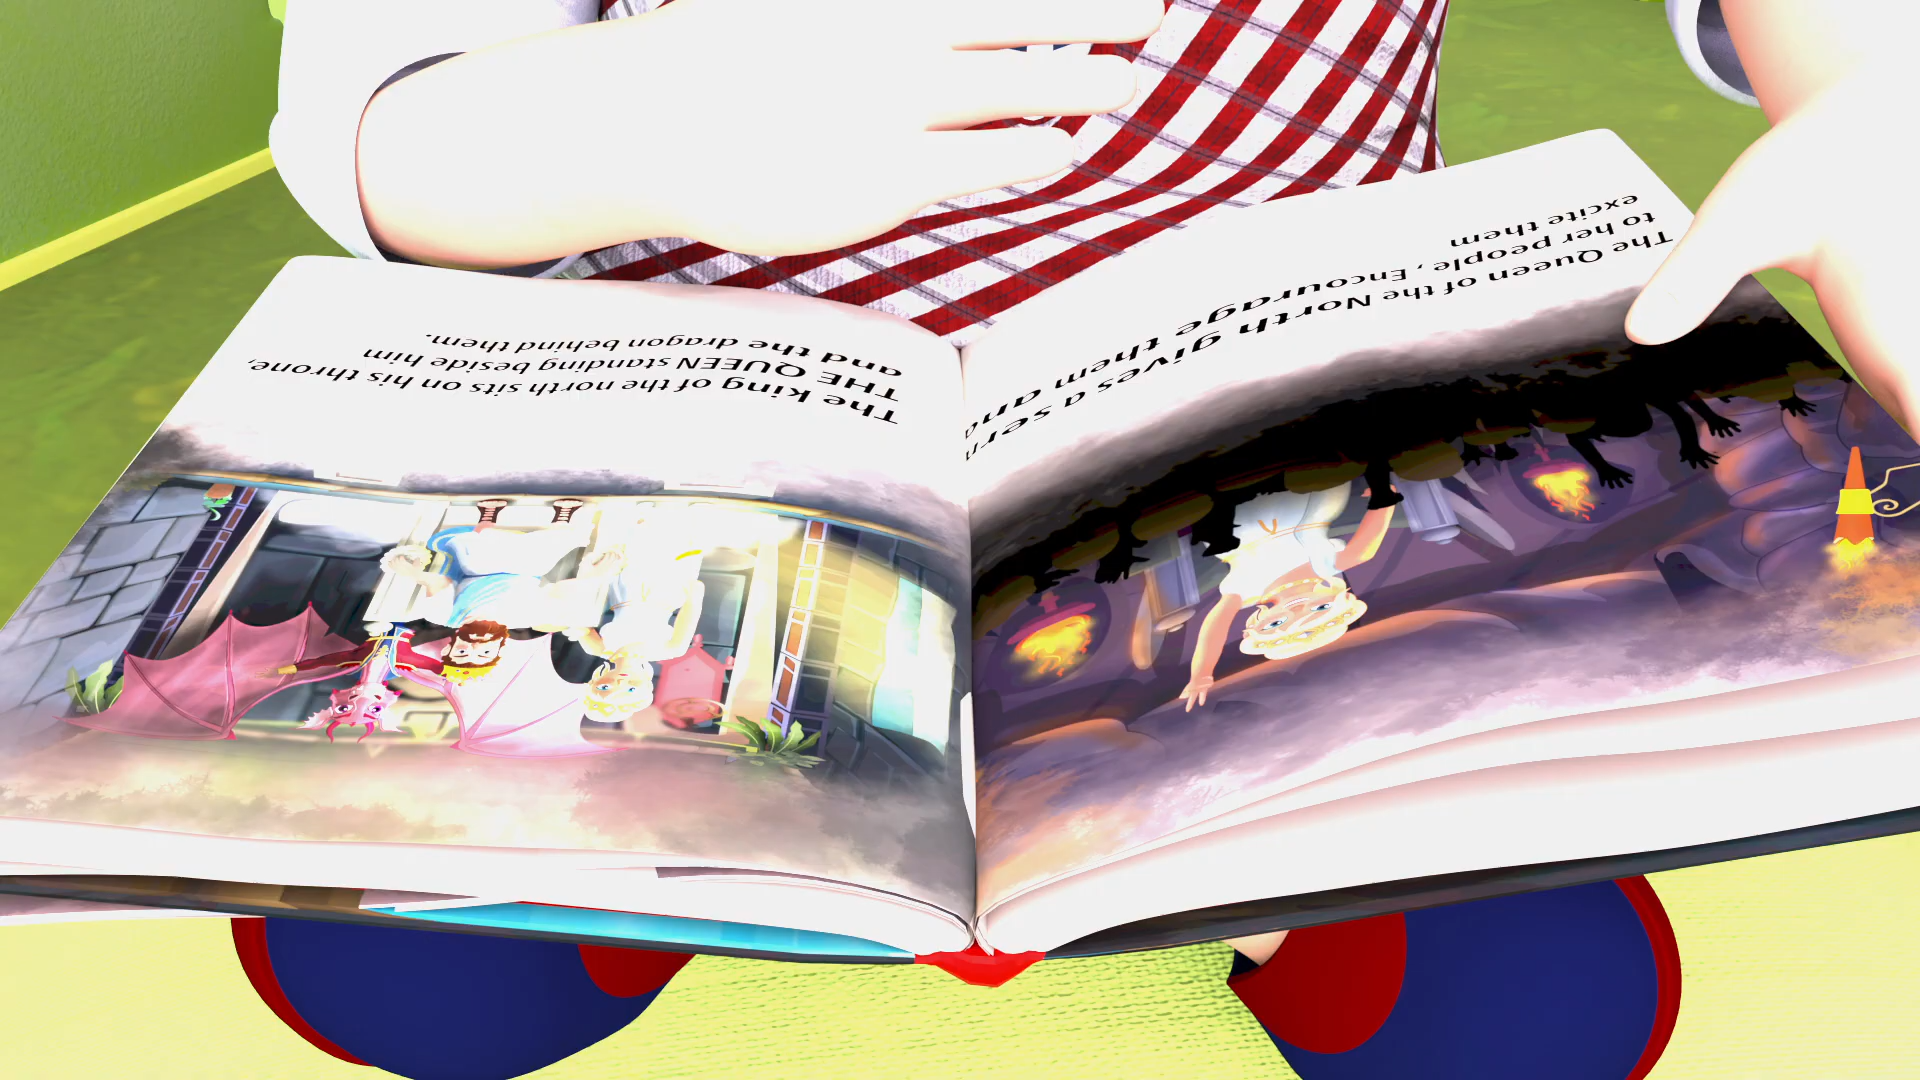 The Queen of the North gives a
to her people, Encourage them and
excite them
The king of the north sits on his throne,
THE QUEEN standing beside him
and the dragon behind them.